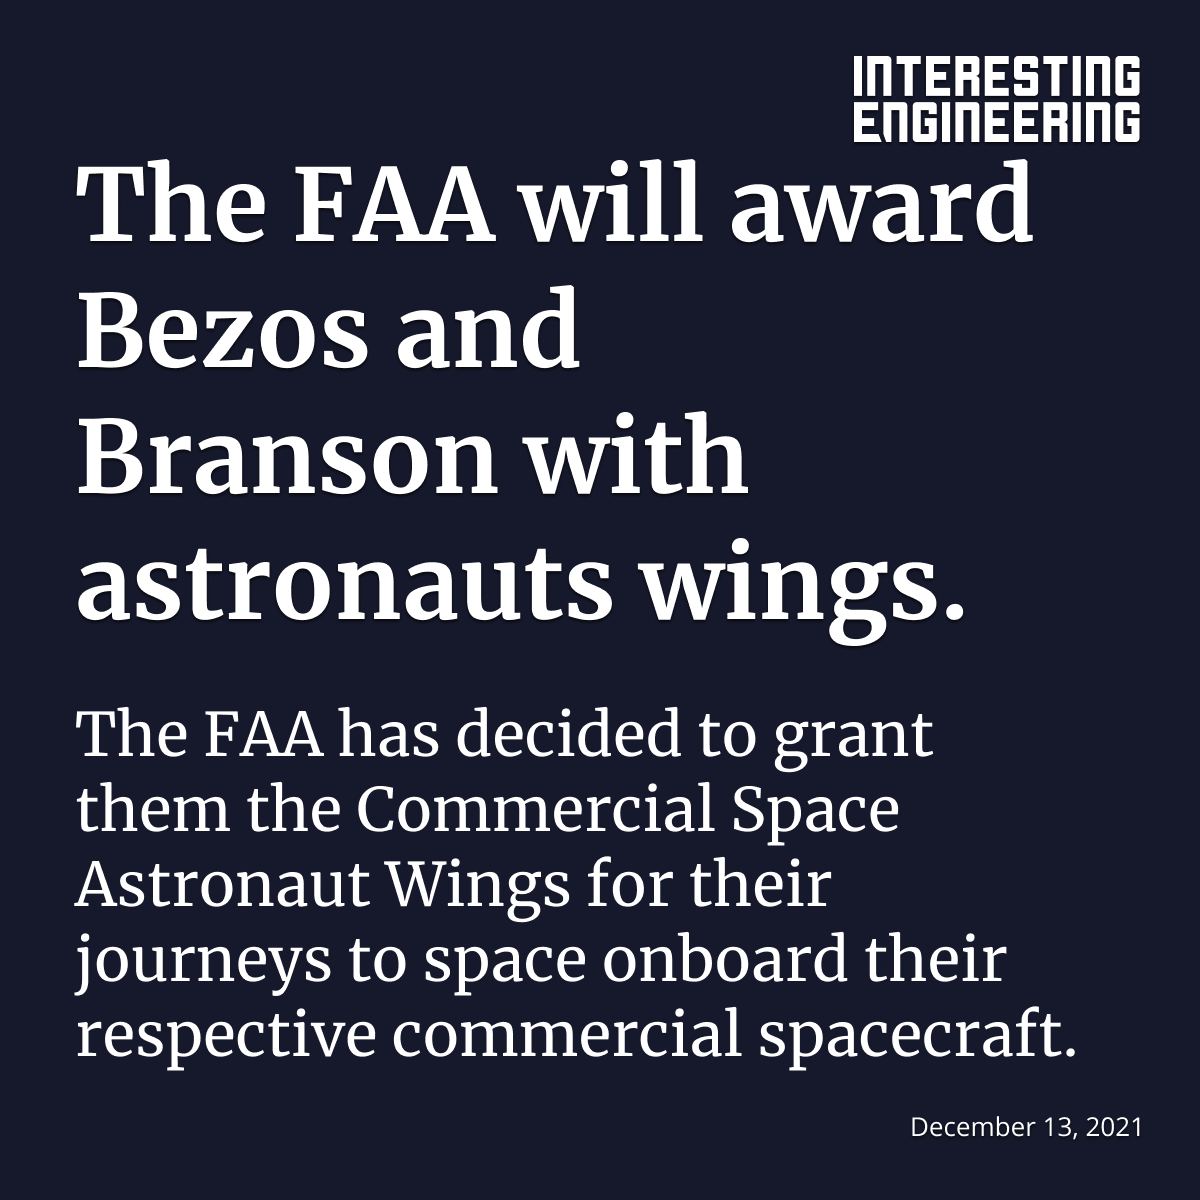 INTERESTING
ENGINEERING
The FAA will award
Bezos and
Branson with
astronauts wings.
The FAA has decided to grant
them the Commercial Space
Astronaut Wings for their
journeys to space onboard their
respective commercial spacecraft.
December 13, 2021